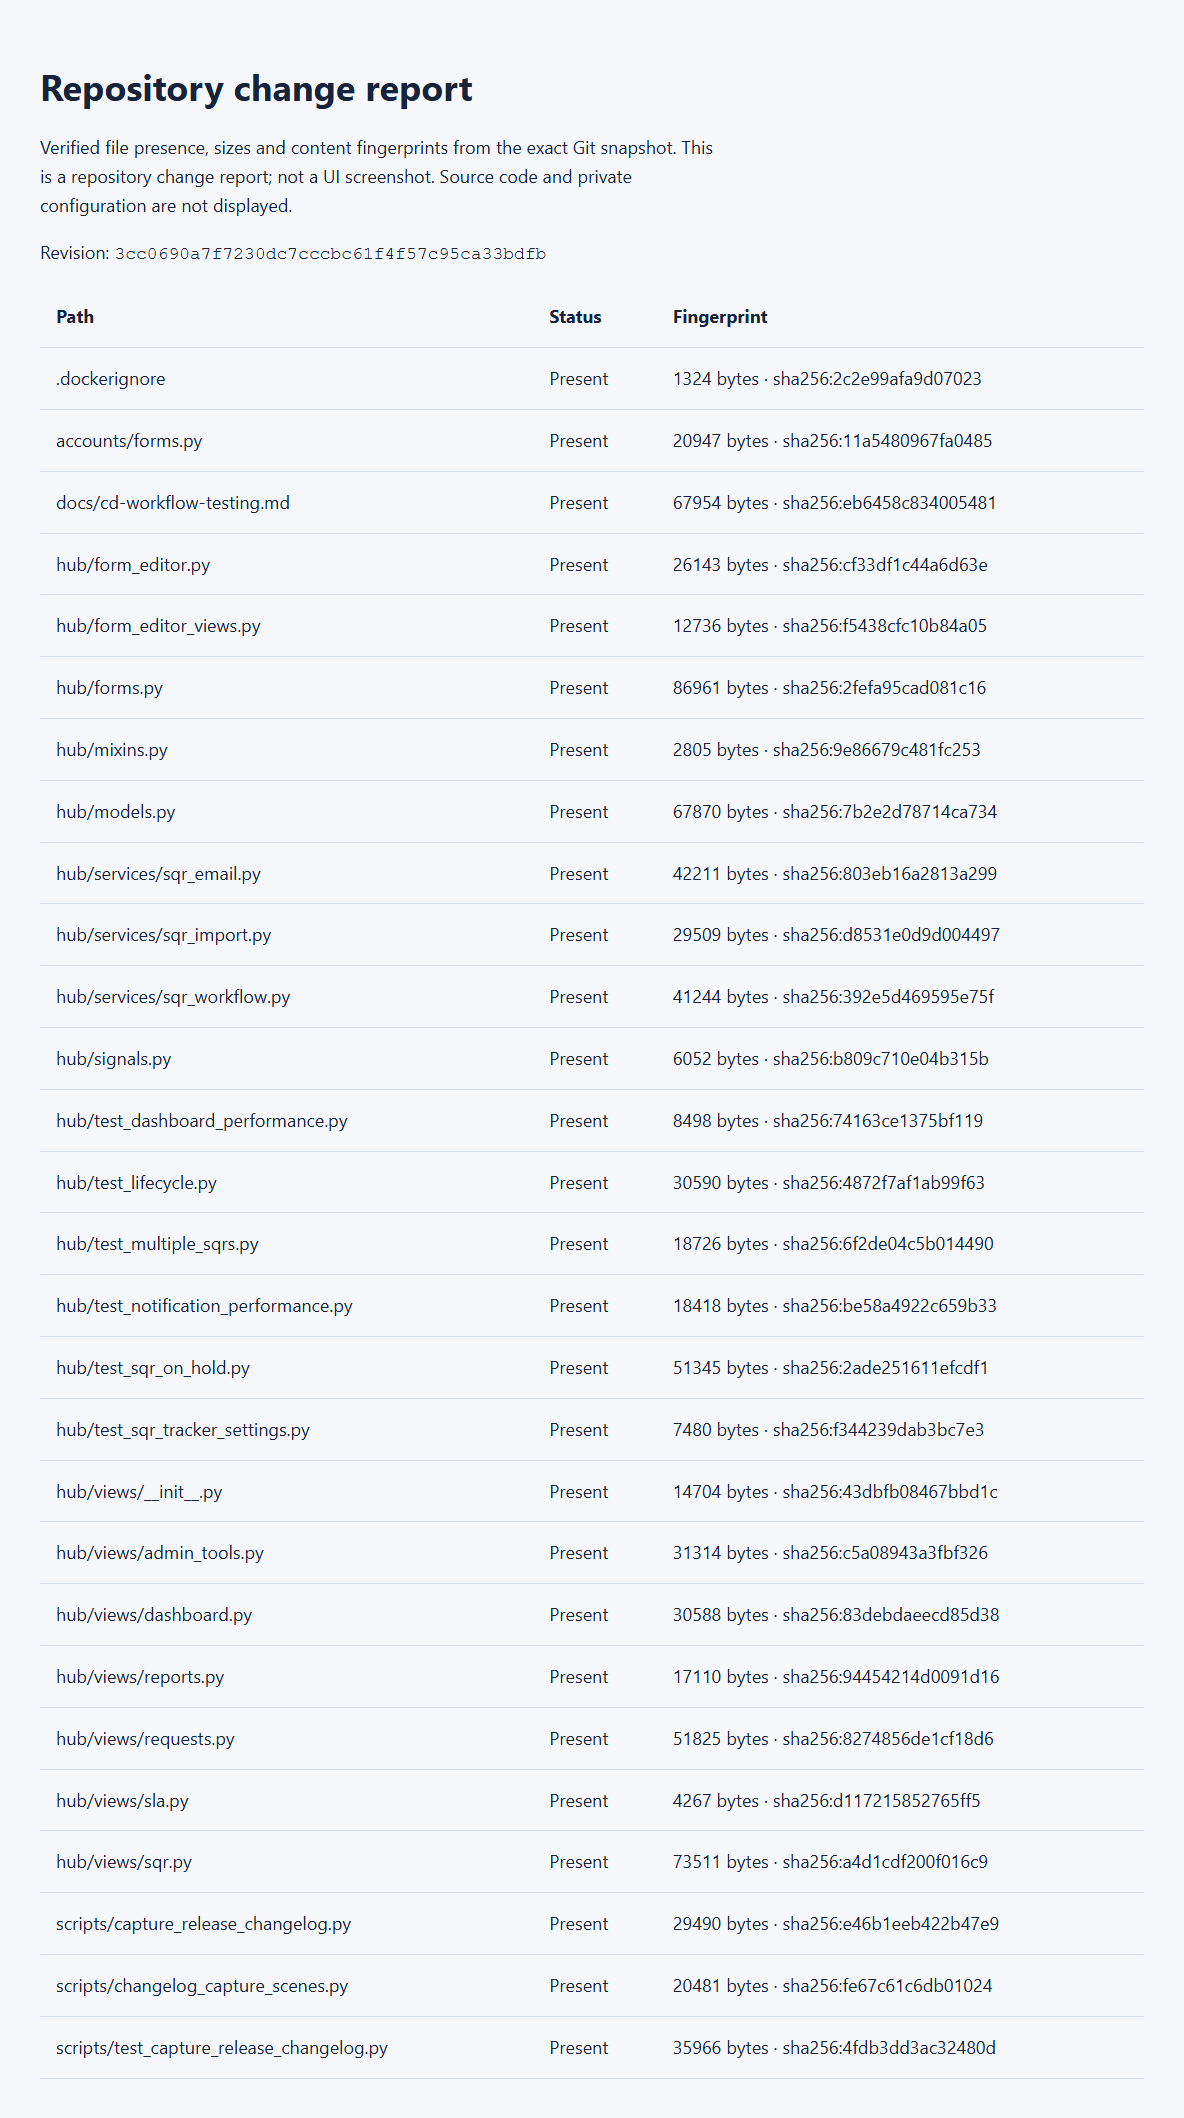 Repository change report
Verified file presence, sizes and content fingerprints from the exact Git snapshot. This
is a repository change report; not a UI screenshot. Source code and private
configuration are not displayed.
Revision: 3cc0690a7f7230dc7cccbc61f4f57c95ca33bdfb
Path Status Fingerprint
.dockerignore Present 1324 bytes · sha256:2c2e99afa9d07023
accounts/forms.py Present 20947 bytes · sha256:11a5480967fa0485
docs/cd-workflow-testing.md Present 67954 bytes · sha256:eb6458c834005481
hub/form_editor.py Present 26143 bytes · sha256:cf33df1c44a6d63e
hub/form_editor_views.py Present 12736 bytes · sha256:f5438cfc10b84a05
hub/forms.py Present 86961 bytes · sha256:2fefa95cad081c16
hub/mixins.py Present 2805 bytes · sha256:9e86679c481fc253
hub/models.py Present 67870 bytes · sha256:7b2e2d78714ca734
hub/services/sqr_email.py Present 42211 bytes · sha256:803eb16a2813a299
hub/services/sqr_import.py Present 29509 bytes · sha256:d8531e0d9d004497
hub/services/sqr_workflow.py Present 41244 bytes · sha256:392e5d469595e75f
hub/signals.py Present 6052 bytes · sha256:b809c710e04b315b
hub/test_dashboard_performance.py Present 8498 bytes · sha256:74163ce1375bf119
hub/test_lifecycle.py Present 30590 bytes · sha256:4872f7af1ab99f63
hub/test_multiple_sqrs.py Present 18726 bytes · sha256:6f2de04c5b014490
hub/test_notification_performance.py Present 18418 bytes · sha256:be58a4922c659b33
hub/test_sqr_on_hold.py Present 51345 bytes · sha256:2ade251611efcdf1
hub/test_sqr_tracker_settings.py Present 7480 bytes · sha256:f344239dab3bc7e3
hub/views/__init__.py Present 14704 bytes · sha256:43dbfb08467bbd1c
hub/views/admin_tools.py Present 31314 bytes · sha256:c5a08943a3fbf326
hub/views/dashboard.py Present 30588 bytes · sha256:83debdaeecd85d38
hub/views/reports.py Present 17110 bytes · sha256:94454214d0091d16
hub/views/requests.py Present 51825 bytes · sha256:8274856de1cf18d6
hub/views/sla.py Present 4267 bytes · sha256:d117215852765ff5
hub/views/sqr.py Present 73511 bytes · sha256:a4d1cdf200f016c9
scripts/capture_release_changelog.py Present 29490 bytes · sha256:e46b1eeb422b47e9
scripts/changelog_capture_scenes.py Present 20481 bytes · sha256:fe67c61c6db01024
scripts/test_capture_release_changelog.py Present 35966 bytes · sha256:4fdb3dd3ac32480d